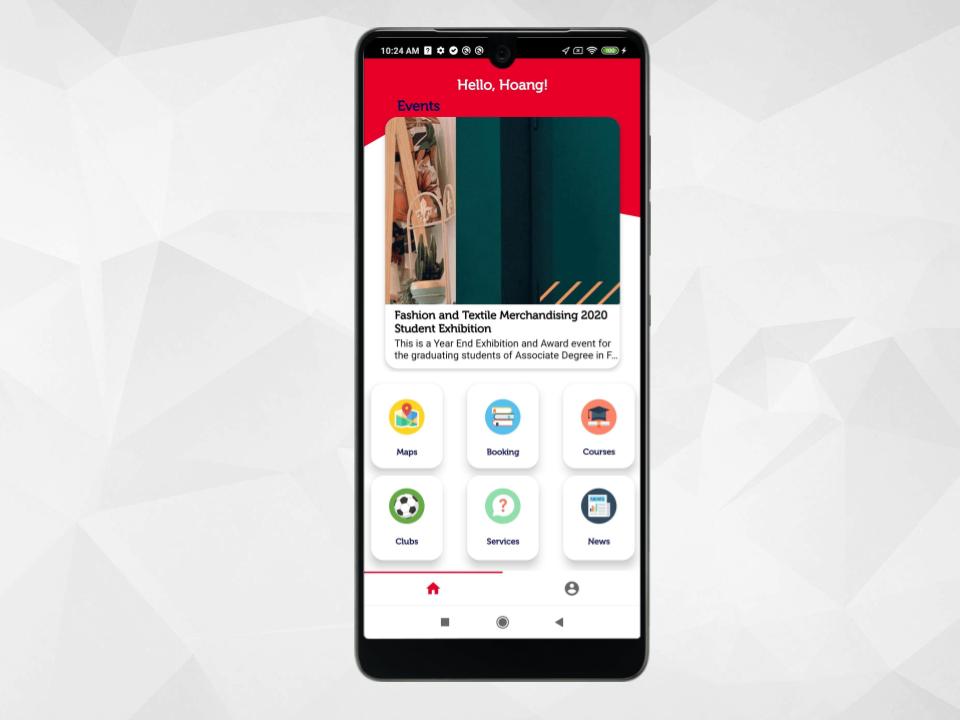 10:24 AM
100
Hello, Hoang!
Events
Fashion and Textile Merchandising 2020
Student Exhibition
This is a Year End Exhibition and Award event for
the graduating students of Associate Degree in F...
Maps
Booking
Courses
Clubs
?
Services
NEWS
News